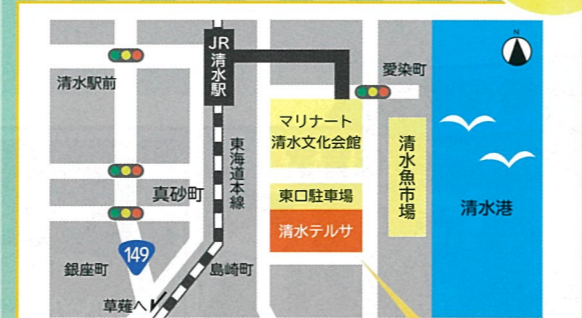 JR
清水駅
清水駅前
愛染町
マリナート
清水文化会館
東海道本線
清水魚市場
真砂町
東口駐車場
清水港
清水テルサ
149
銀座町
島崎町
草薙へ
N